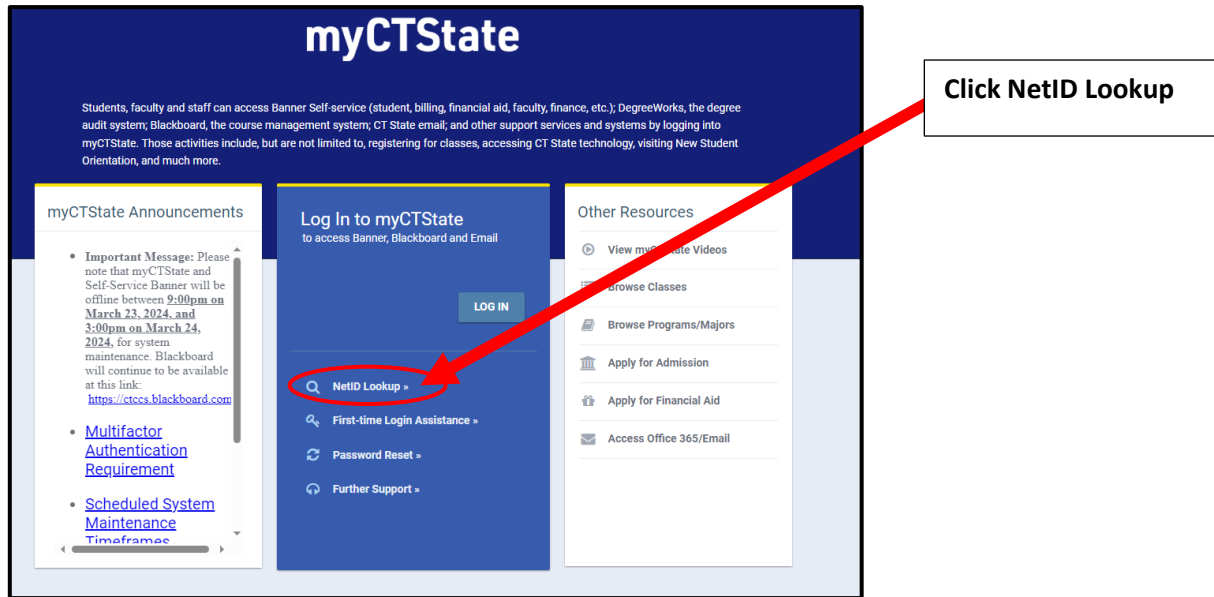 myCTState
Students, faculty and staff can access Banner Self-service (student, billing, financial aid, faculty, finance, etc.); DegreeWorks, the degree
audit system; Blackboard, the course management system; CT State email; and other support services and systems by logging into
myCTState. Those activities include, but are not limited to, registering for classes, accessing CT State technology, visiting New Student
Orientation, and much more.
Click NetID Lookup
myCTState Announcements
• Important Message: Please
note that myCTState and
Self-Service Banner will be
offline between 9:00pm on
March 23, 2024, and
3:00pm on March 24,
2024, for system
maintenance. Blackboard
will continue to be available
at this link:
https://ctccs.blackboard.com
• Multifactor
Authentication
Requirement
• Scheduled System
Maintenance
Timeframes
Log In to myCTState
to access Banner, Blackboard and Email
LOG IN
NetID Lookup »
First-time Login Assistance »
Password Reset »
Further Support »
Other Resources
View Videos
Browse Classes
Browse Programs/Majors
Apply for Admission
Apply for Financial Aid
Access Office 365/Email